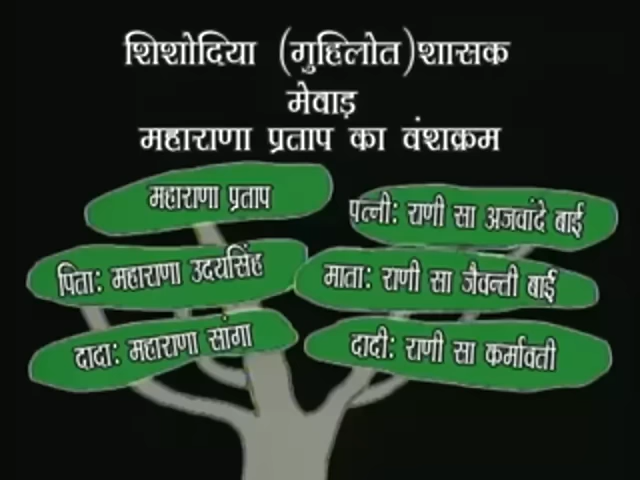 शिशोदिया (गुहिलोत)शासक
मेवाड़
महाराणा प्रताप का वंशक्रम
महाराणा प्रताप
पत्नी: राणी सा अजवांदे बाई
पिता: महाराणा उदयसिंह
माता: राणी सा जैवन्ती बाई
दादा: महाराणा सांगा
दादी: राणी सा कर्मावती